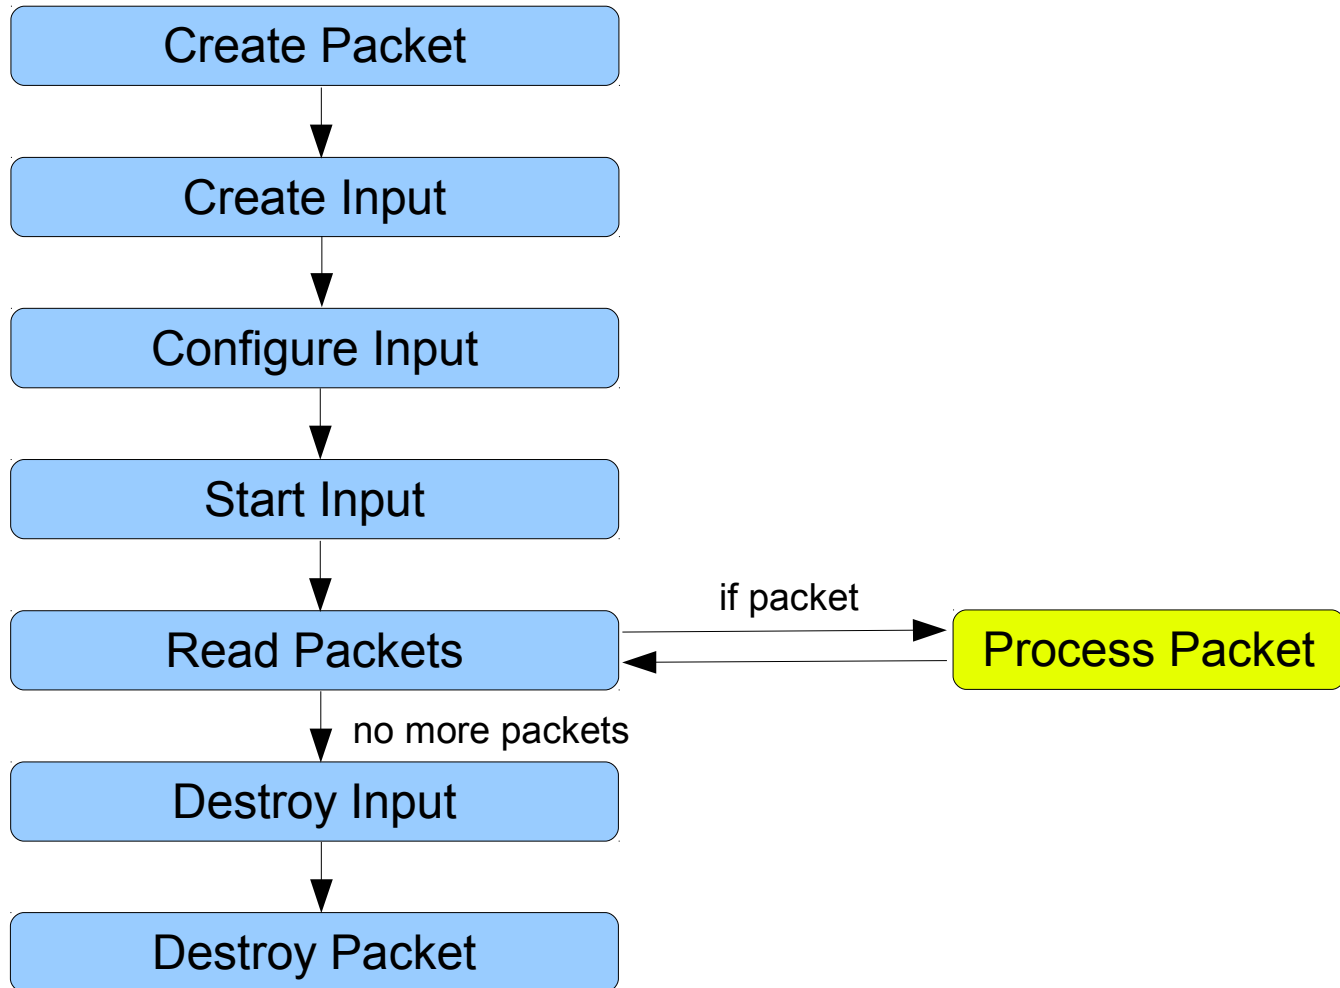 Create Packet
Create Input
Configure Input
Start Input
if packet
Read Packets
Process Packet
no more packets
Destroy Input
Destroy Packet